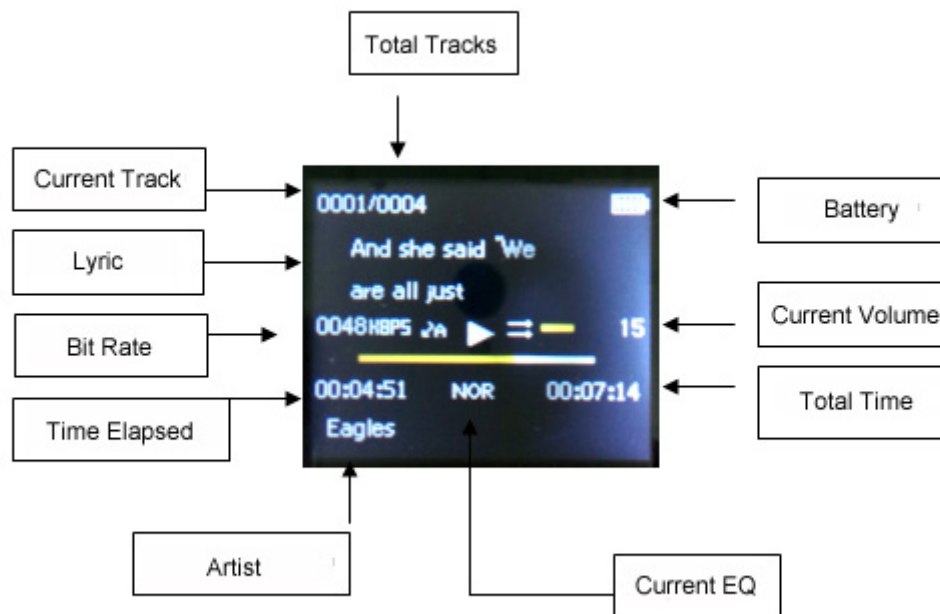 Total Tracks
Current Track
Battery
0001/0004
Lyric
And she said "We
are all just
Current Volume
Bit Rate
0048KBPS A 15
Total Time
Time Elapsed
00:04:51 NOR 00:07:14
Eagles
Artist
Current EQ